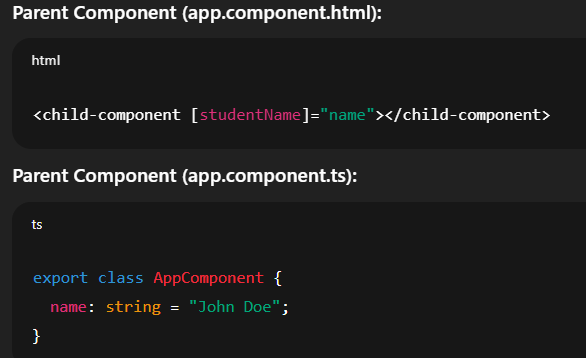 Parent Component (app.component.html):
html
<child-component [studentName]="name"></child-component>
Parent Component (app.component.ts):
ts
export class AppComponent {
name: string = "John Doe";
}